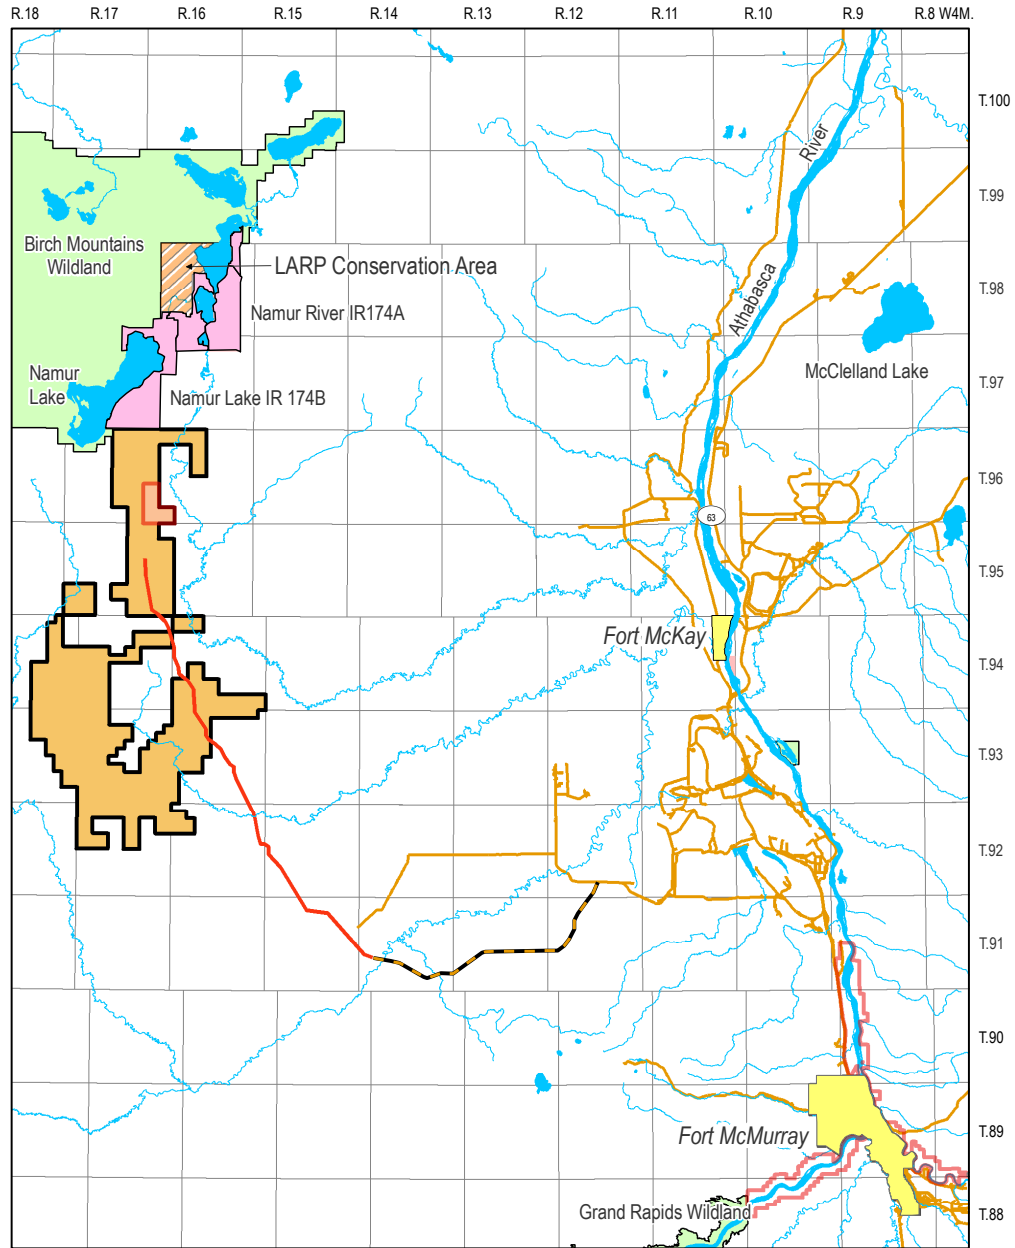 R.18 R.17 R.16 R.15 R.14 R.13 R.12 R.11 R.10 R.9 R.8 W4M.
T.100
River
T.99
Birch Mountains
Wildland
LARP Conservation Area
Athabasca
T.98
Namur River IR174A
McClelland Lake
Namur
Lake
T.97
Namur Lake IR 174B
T.96
63
T.95
Fort McKay
T.94
T.93
T.92
T.91
T.90
Fort McMurray
T.89
Grand Rapids Wildland
T.88